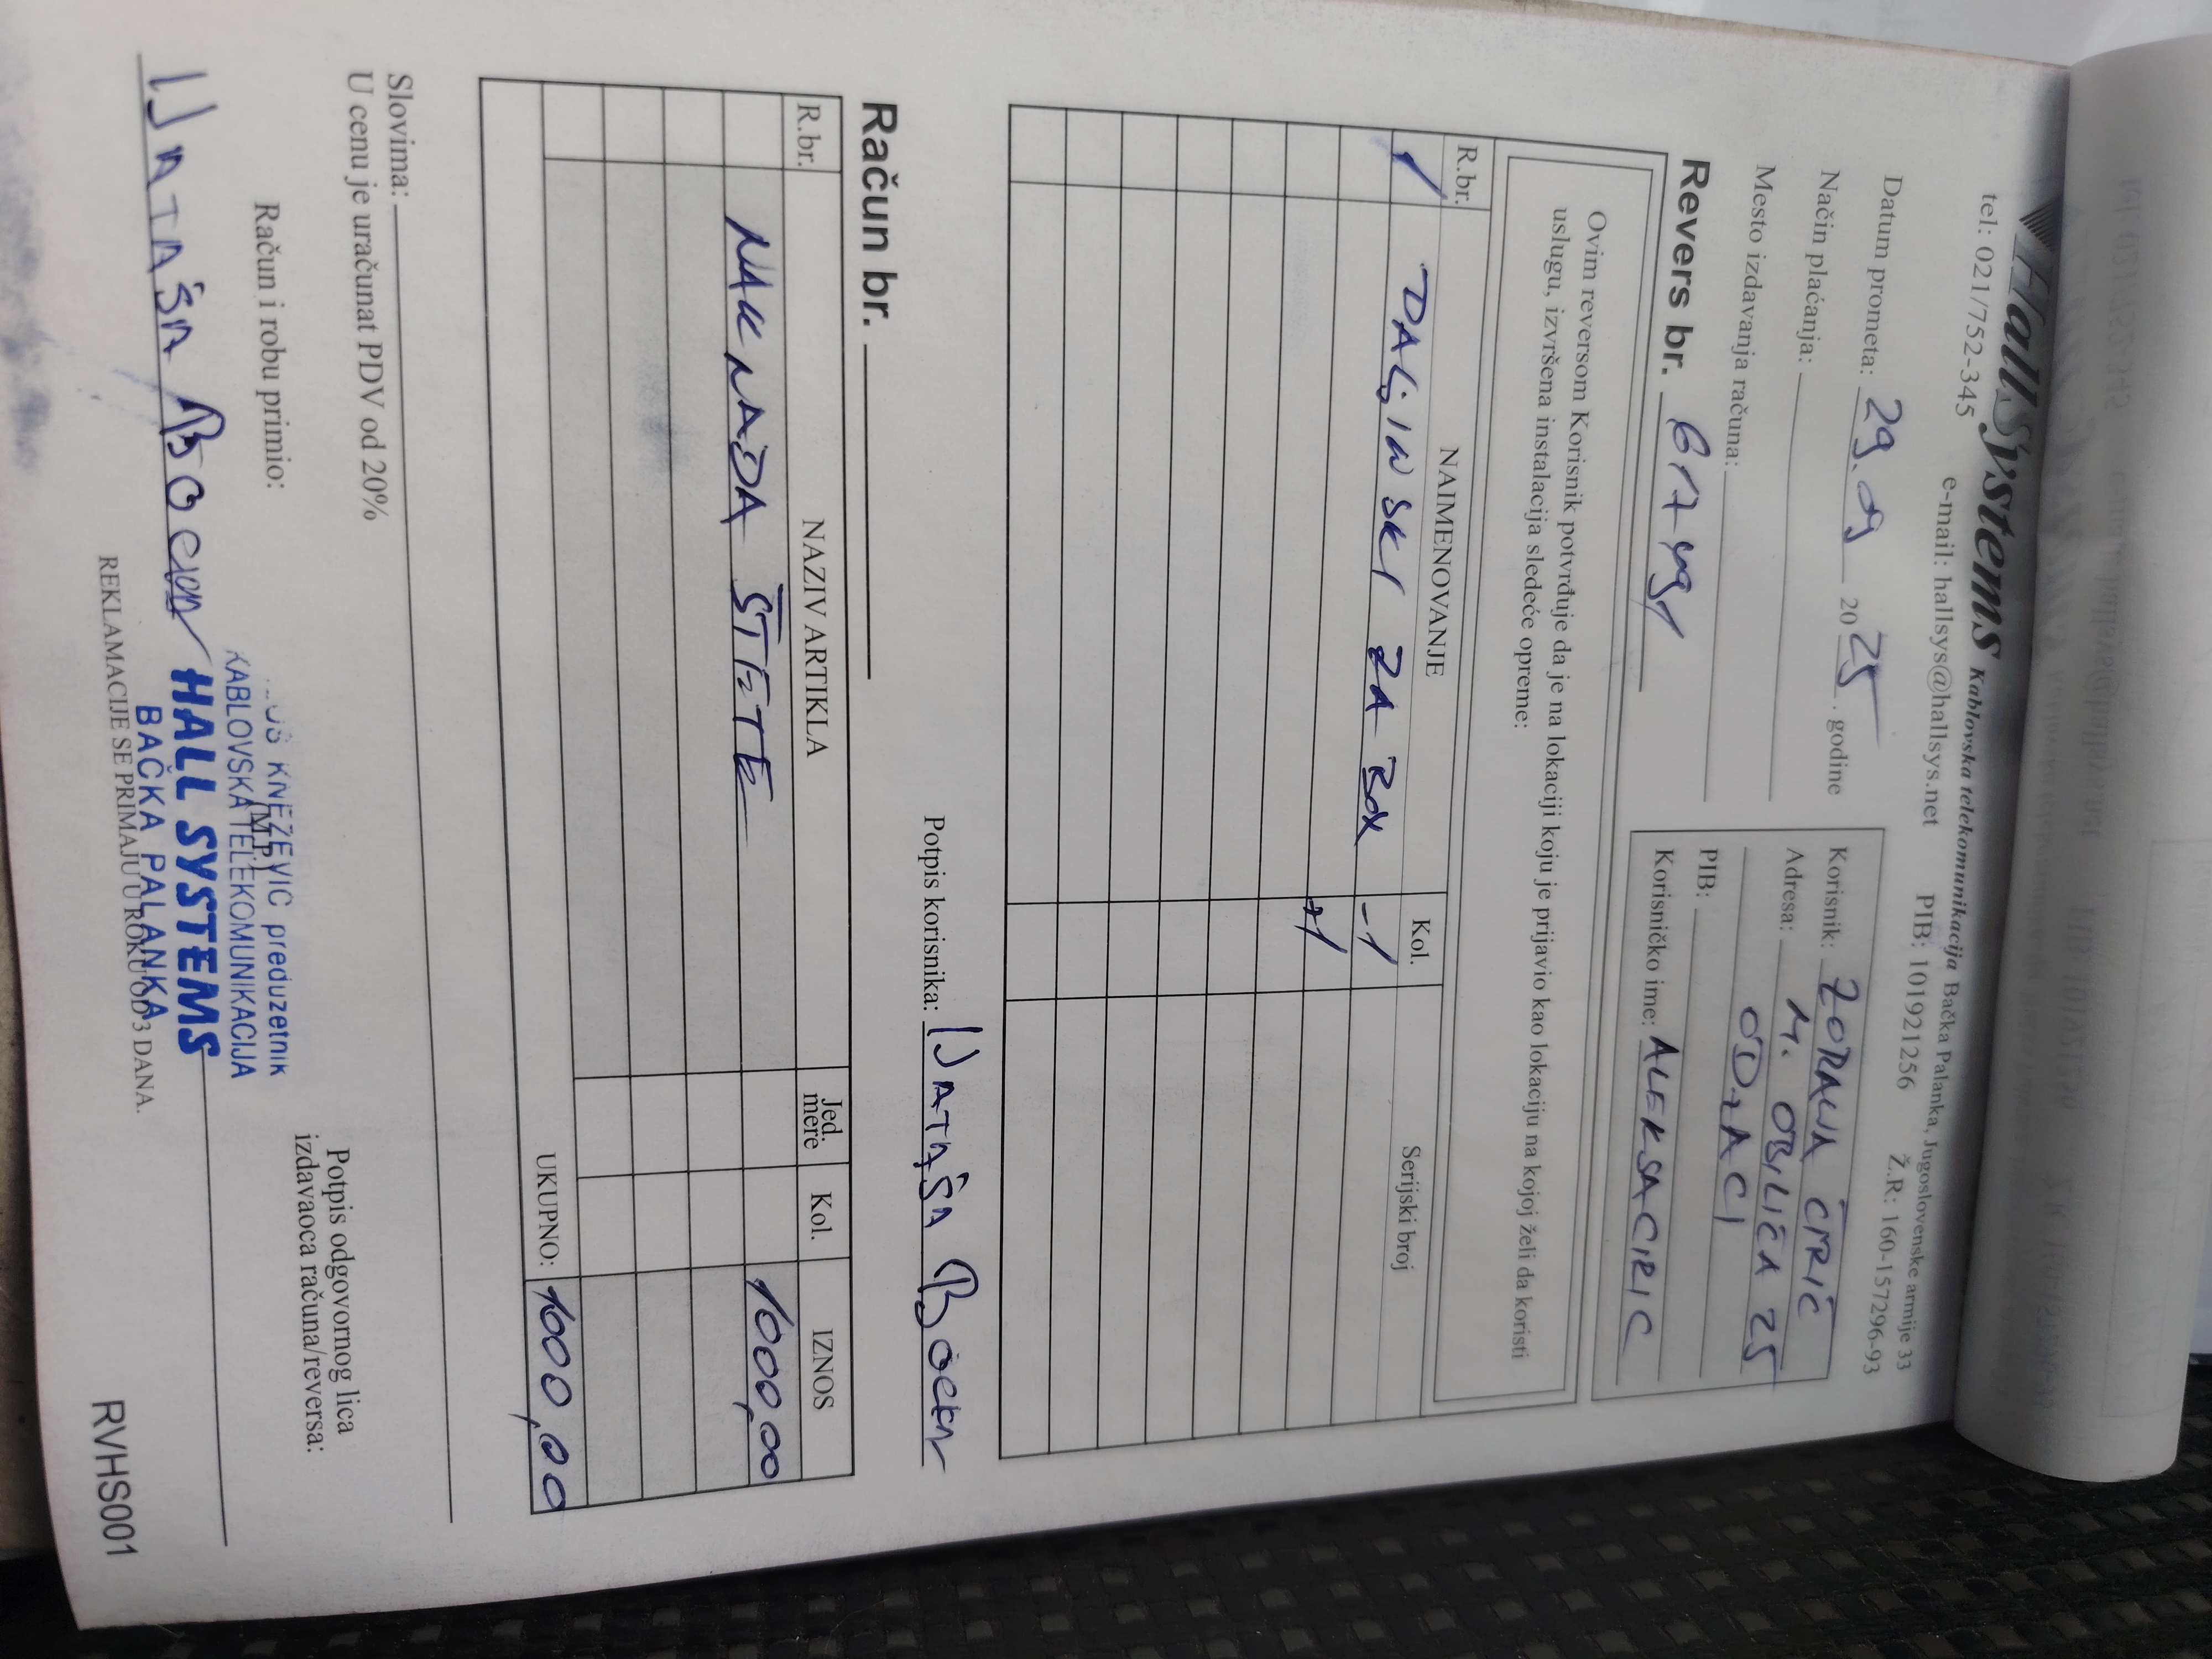 HallSystems Kablovska telekomunikacija Bačka Palanka, Jugoslovenske armije 33
tel: 021/752-345 e-mail: hallsys@hallsys.net PIB: 101921256 Ž.R: 160-157296-93
Datum prometa: 29. 09 2025. godine
Način plaćanja:
Mesto izdavanja računa:
Korisnik: ZORANA ĆIRIĆ
Adresa: M. OBILIĆA 25
ODžACI
PIB:
Korisničko ime: ALEKSACIRIC
Revers br.
Ovim reversom Korisnik potvrđuje da je na lokaciji koju je prijavio kao lokaciju na kojoj želi da koristi
uslugu, izvršena instalacija sledeće opreme:
R.br. NAIMENOVANJE Kol. Serijski broj
1 DALJINSKI ZA BOX -1
+1
Potpis korisnika: NATAŠA
Račun br.
R.br. NAZIV ARTIKLA Jed. mere Kol. IZNOS
NAKNADA ŠTETE 1000,00
UKUPNO: 1000,00
Slovima:
U cenu je uračunat PDV od 20%
Račun i robu primio:
Potpis odgovornog lica
izdavaoca računa/reversa:
NATAŠA
(M.P.)
KNEŽEVIĆ preduzetnik
KABLOVSKA TELEKOMUNIKACIJA
HALL SYSTEMS
BAČKA PALANKA
REKLAMACIJE SE PRIMAJU U ROKU OD 3 DANA.
RVHS001